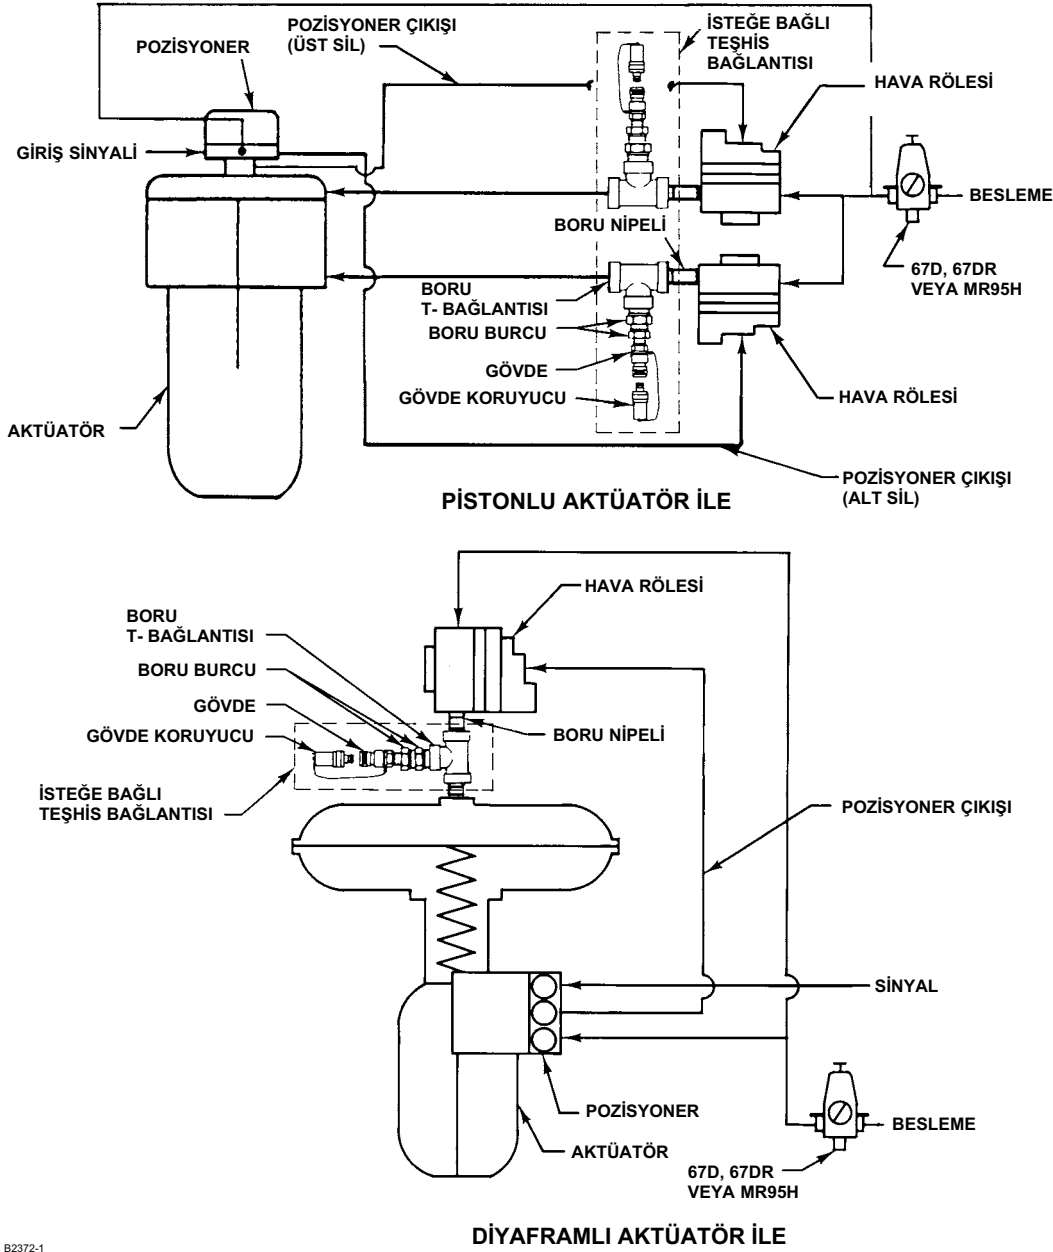 POZİSYONER ÇIKIŞI
(ÜST SİL)
İSTEĞE BAĞLI
TEŞHİS
BAĞLANTISI
POZİSYONER
HAVA RÖLESİ
GİRİŞ SİNYALİ
BESLEME
BORU NİPELİ
67D, 67DR
VEYA MR95H
BORU
T- BAĞLANTISI
BORU BURCU
GÖVDE
GÖVDE KORUYUCU
HAVA RÖLESİ
AKTÜATÖR
POZİSYONER ÇIKIŞI
(ALT SİL)
PİSTONLU AKTÜATÖR İLE
HAVA RÖLESİ
BORU
T- BAĞLANTISI
BORU BURCU
GÖVDE
GÖVDE KORUYUCU
BORU NİPELİ
İSTEĞE BAĞLI
TEŞHİS BAĞLANTISI
POZİSYONER ÇIKIŞI
SİNYAL
POZİSYONER
BESLEME
AKTÜATÖR
67D, 67DR
VEYA MR95H
DİYAFRAMLI AKTÜATÖR İLE
B2372-1